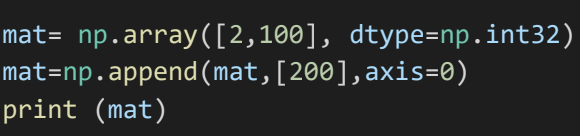 mat= np.array([2,100], dtype=np.int32)
mat=np.append(mat,[200],axis=0)
print (mat)